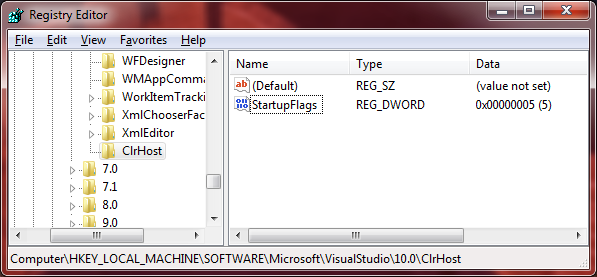 Registry Editor
File Edit View Favorites Help
WFDesigner
WMAppComma
WorkItemTrackin
XmlChooserFac
XmlEditor
ClrHost
7.0
7.1
8.0
9.0
Name Type Data
ab (Default) REG_SZ (value not set)
StartupFlags REG_DWORD 0x00000005 (5)
Computer\HKEY_LOCAL_MACHINE\SOFTWARE\Microsoft\VisualStudio\10.0\ClrHost